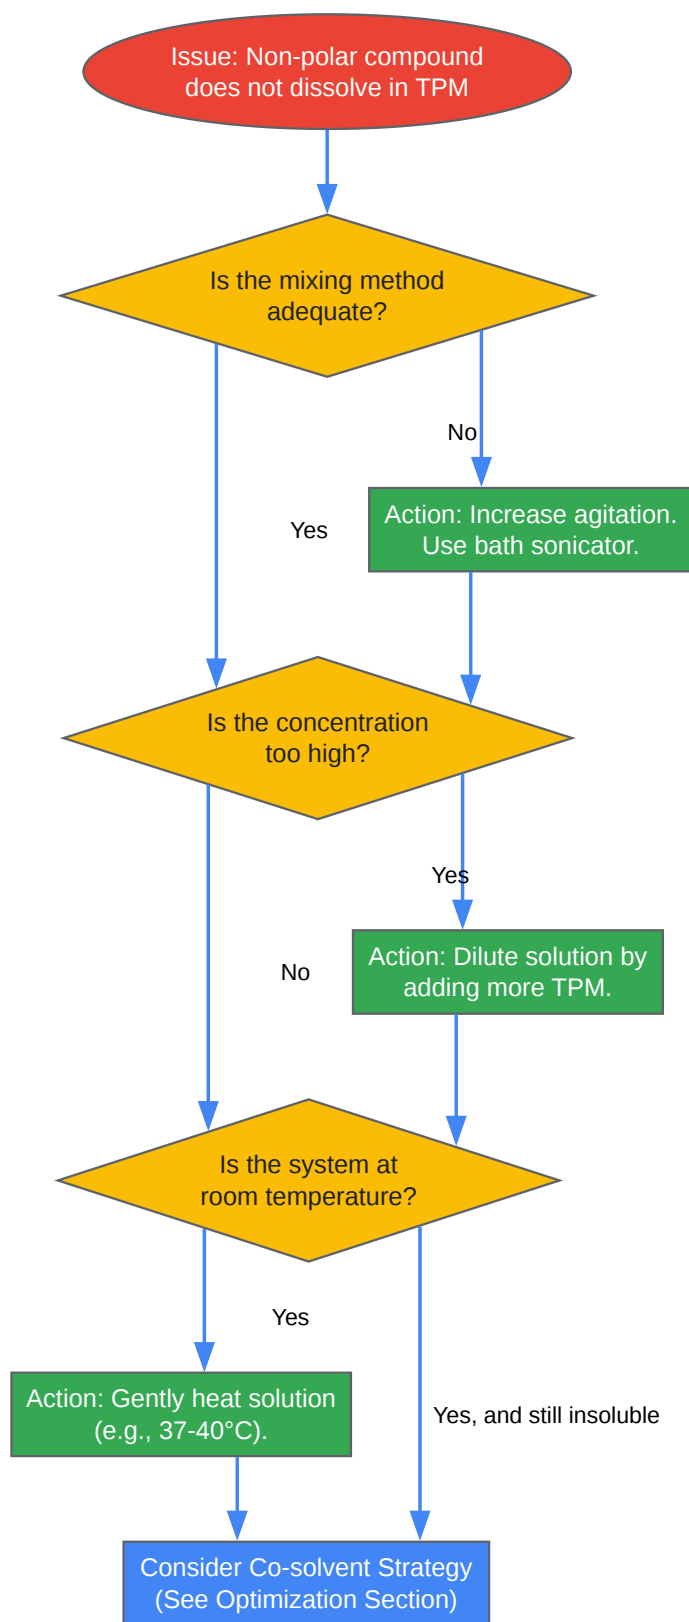 Issue: Non-polar compound
does not dissolve in TPM
Is the mixing method
adequate?
No
Action: Increase agitation.
Use bath sonicator.
Yes
Is the concentration
too high?
Yes
Action: Dilute solution by
adding more TPM.
No
Is the system at
room temperature?
Yes
Action: Gently heat solution
(e.g., 37-40°C).
Yes, and still insoluble
Consider Co-solvent Strategy
(See Optimization Section)